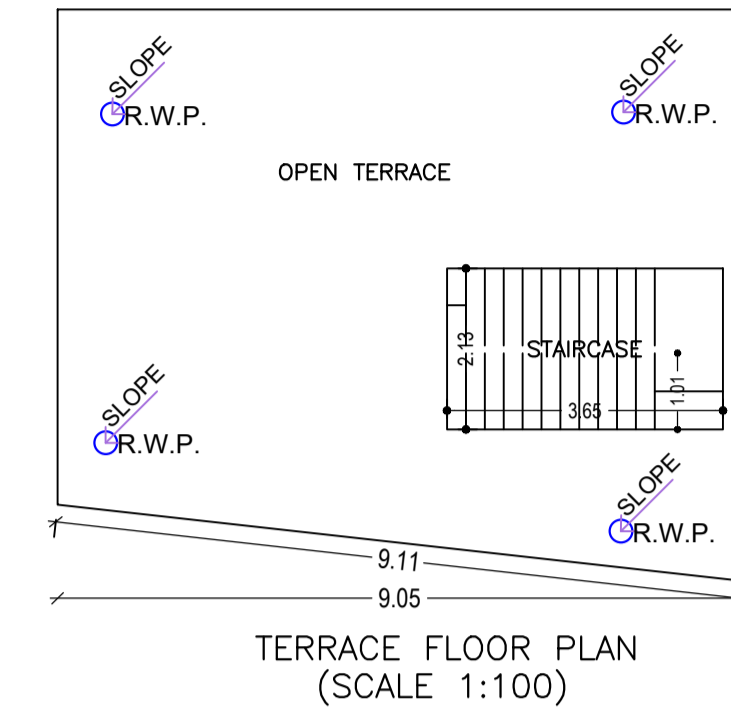 SLOPE
R.W.P.
SLOPE
R.W.P.
OPEN TERRACE
2.13
STAIRCASE
3.65
1.01
SLOPE
R.W.P.
SLOPE
R.W.P.
9.11
9.05
TERRACE FLOOR PLAN
(SCALE 1:100)